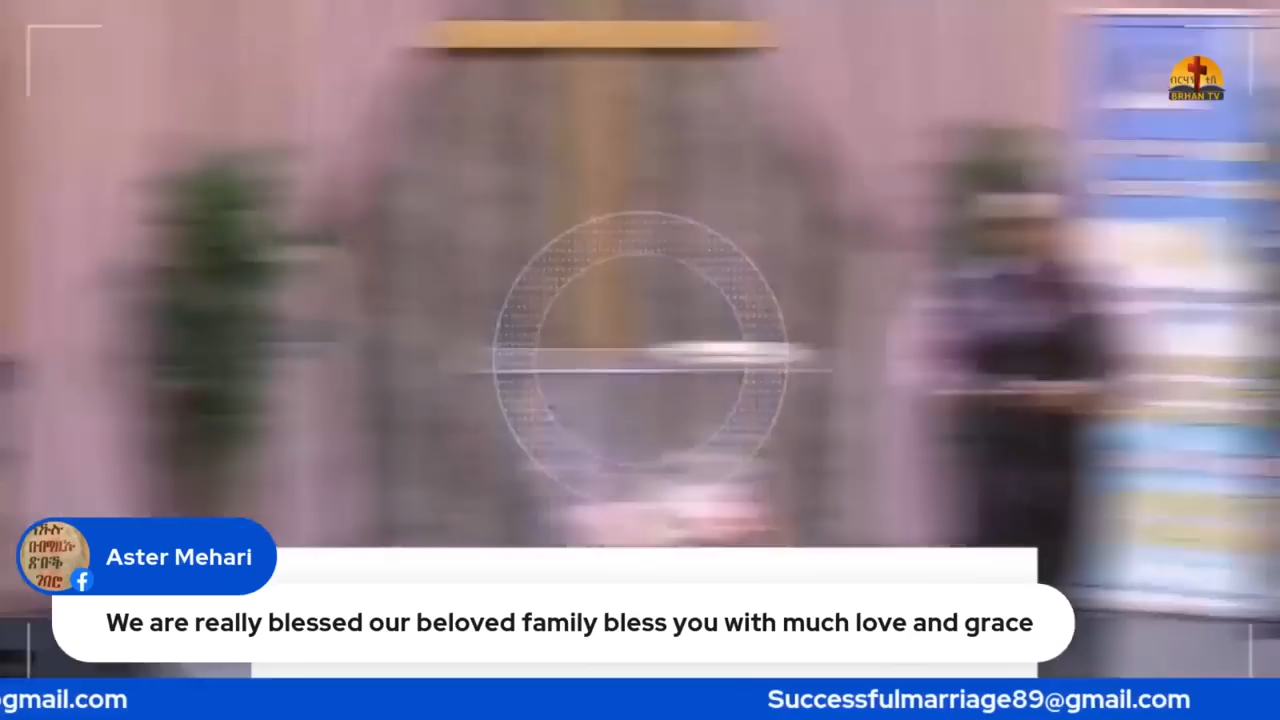 ብርሃን ቲቪ
BRHAN TV
Aster Mehari
We are really blessed our beloved family bless you with much love and grace
gmail.com
Successfulmarriage89@gmail.com